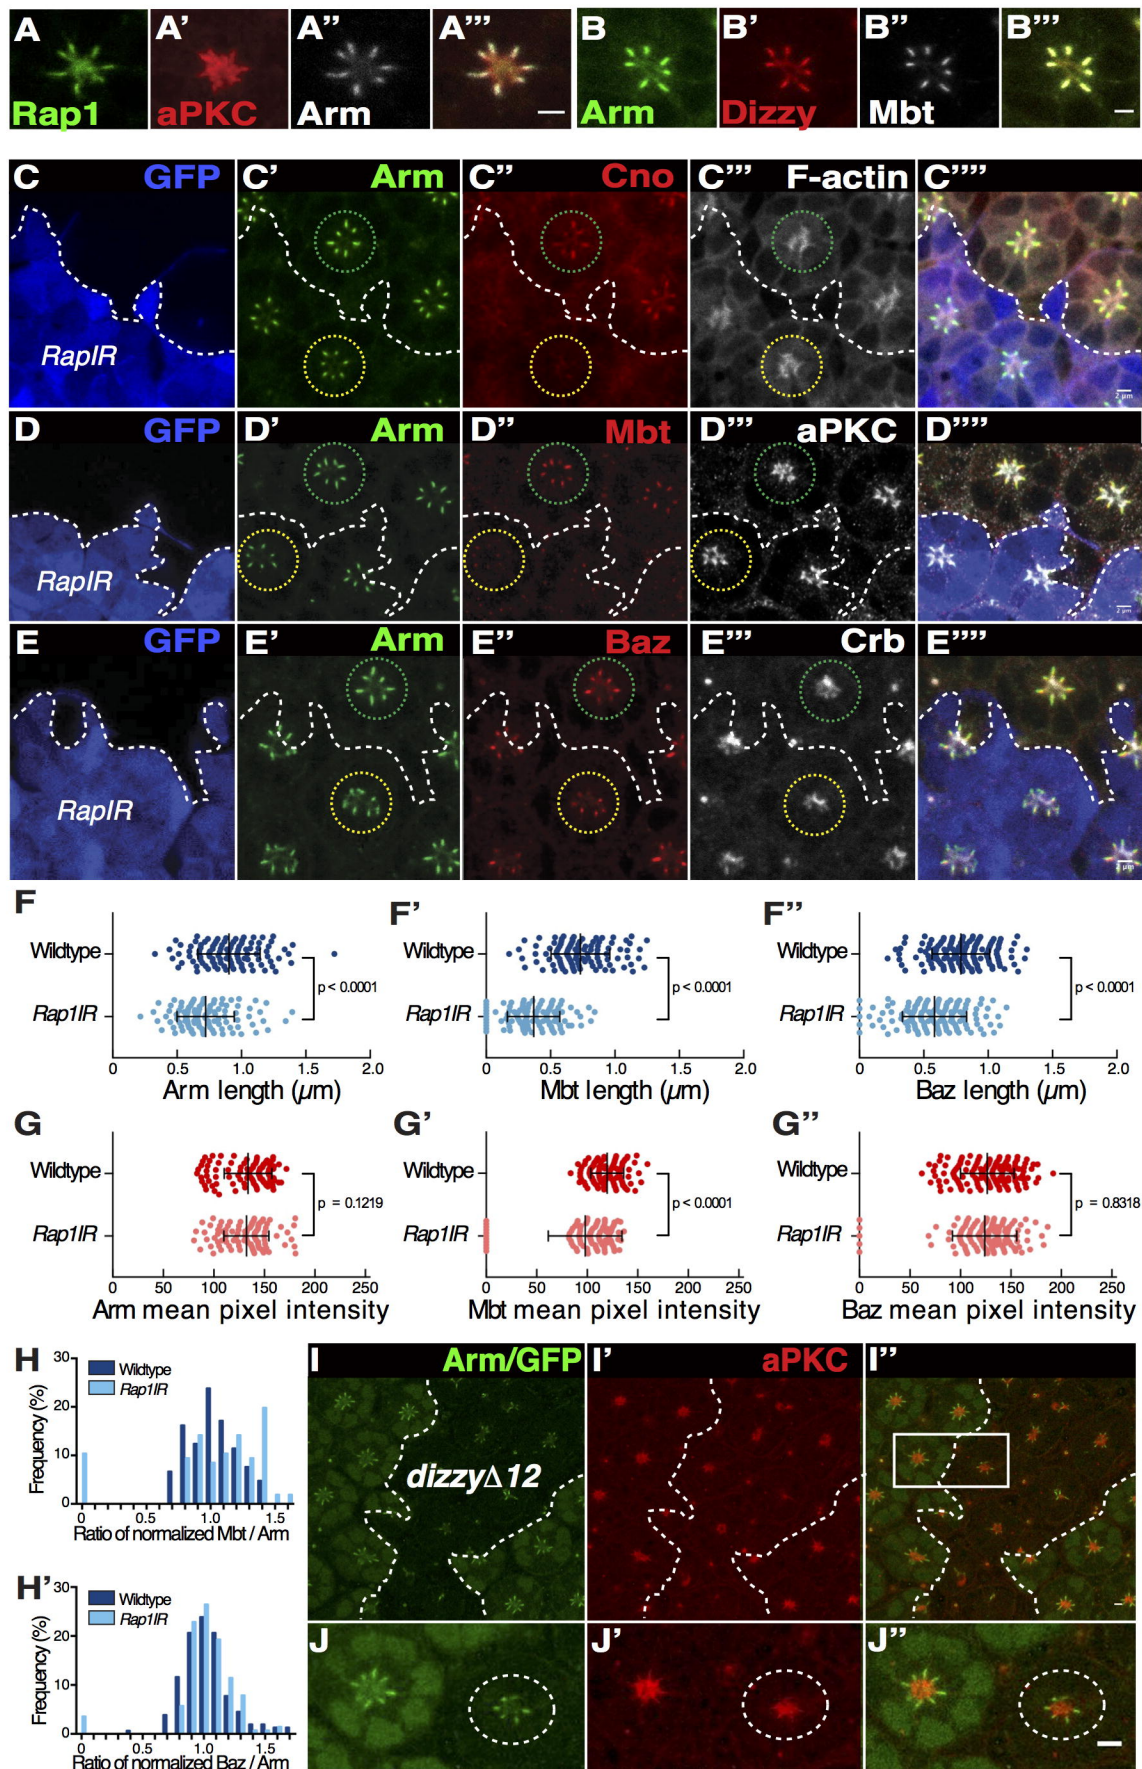 A A’ A’’ A’’’ B B’ B’’ B’’’
Rap1 aPKC Arm Arm Dizzy Mbt
C GFP C’ Arm C’’ Cno C’’’ F-actin C’’’’
RapIR
2 µm
D GFP D’ Arm D’’ Mbt D’’’ aPKC D’’’’
RapIR
2 µm
E GFP E’ Arm E’’ Baz E’’’ Crb E’’’’
RapIR
2 µm
F
Wildtype
Rap1IR
p < 0.0001
0 0.5 1.0 1.5 2.0
Arm length (µm)
F’
Wildtype
Rap1IR
p < 0.0001
0 0.5 1.0 1.5 2.0
Mbt length (µm)
F’’
Wildtype
Rap1IR
p < 0.0001
0 0.5 1.0 1.5 2.0
Baz length (µm)
G
Wildtype
Rap1IR
p = 0.1219
0 50 100 150 200 250
Arm mean pixel intensity
G’
Wildtype
Rap1IR
p < 0.0001
0 50 100 150 200 250
Mbt mean pixel intensity
G’’
Wildtype
Rap1IR
p = 0.8318
0 50 100 150 200 250
Baz mean pixel intensity
H
Wildtype
Rap1IR
Frequency (%)
30
20
10
0
0 0.5 1.0 1.5
Ratio of normalized Mbt / Arm
H’
Wildtype
Rap1IR
Frequency (%)
30
20
10
0
0 0.5 1.0 1.5
Ratio of normalized Baz / Arm
I Arm/GFP I’ aPKC I’’
dizzyΔ12
J J’ J’’